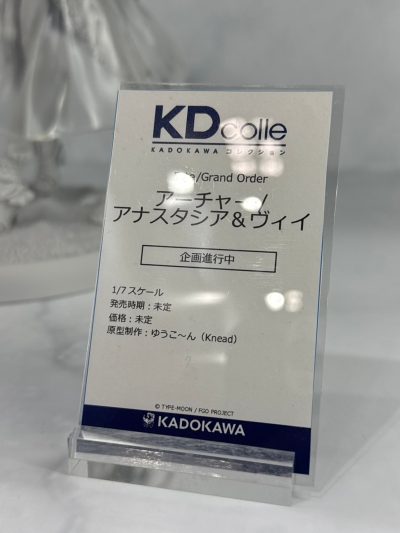 KDcolle
KADOKAWA コレクション
/Grand Order
アーチャー/
アナスタシア＆ヴィイ
企画進行中
1/7スケール
発売時期：未定
価格：未定
原型制作：ゆうこ〜ん（Knead）
© TYPE-MOON / FGO PROJECT
KADOKAWA